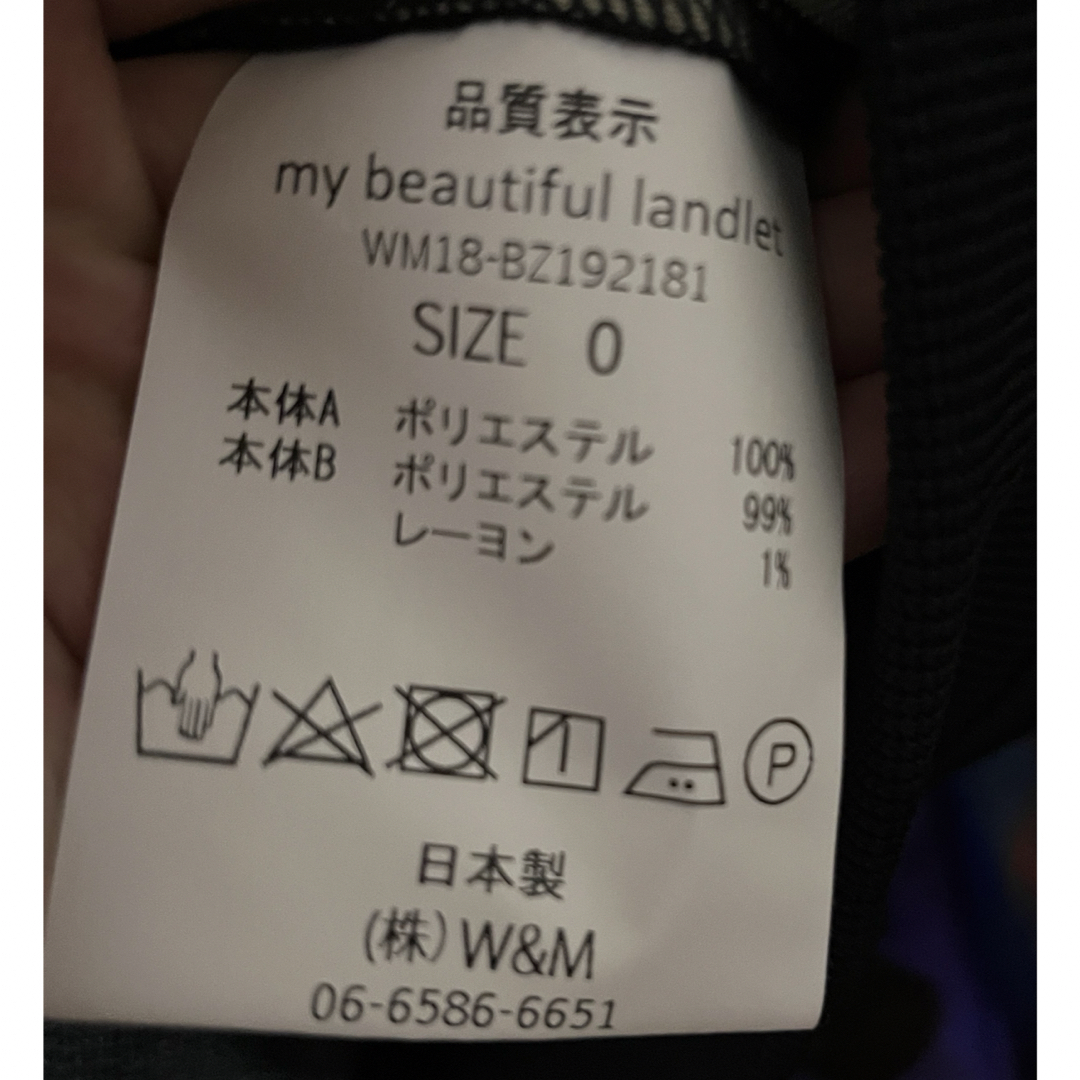 品質表示
my beautiful landlet
WM18-BZ192181
SIZE 0
本体A ポリエステル 100%
本体B ポリエステル 99%
レーヨン 1%
P
日本製
(株)W&M
06-6586-6651